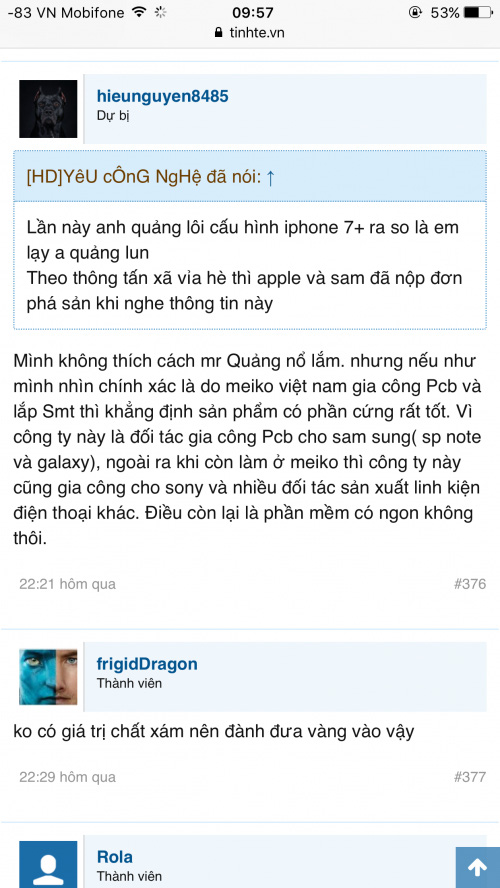 -83 VN Mobifone 09:57 53%
tinhte.vn
hieunguyen8485
Dự bị
[HD]YêU cÔnG NgHệ đã nói: ↑
Lần này anh quảng lôi cấu hình iphone 7+ ra so là em
lạy a quảng lun
Theo thông tấn xã vỉa hè thì apple và sam đã nộp đơn
phá sản khi nghe thông tin này
Mình không thích cách mr Quảng nổ lắm. nhưng nếu như
mình nhìn chính xác là do meiko việt nam gia công Pcb và
lắp Smt thì khẳng định sản phẩm có phần cứng rất tốt. Vì
công ty này là đối tác gia công Pcb cho sam sung( sp note
và galaxy), ngoài ra khi còn làm ở meiko thì công ty này
cũng gia công cho sony và nhiều đối tác sản xuất linh kiện
điện thoại khác. Điều còn lại là phần mềm có ngon không
thôi.
22:21 hôm qua #376
frigidDragon
Thành viên
ko có giá trị chất xám nên đành đưa vàng vào vậy
22:29 hôm qua #377
Rola
Thành viên